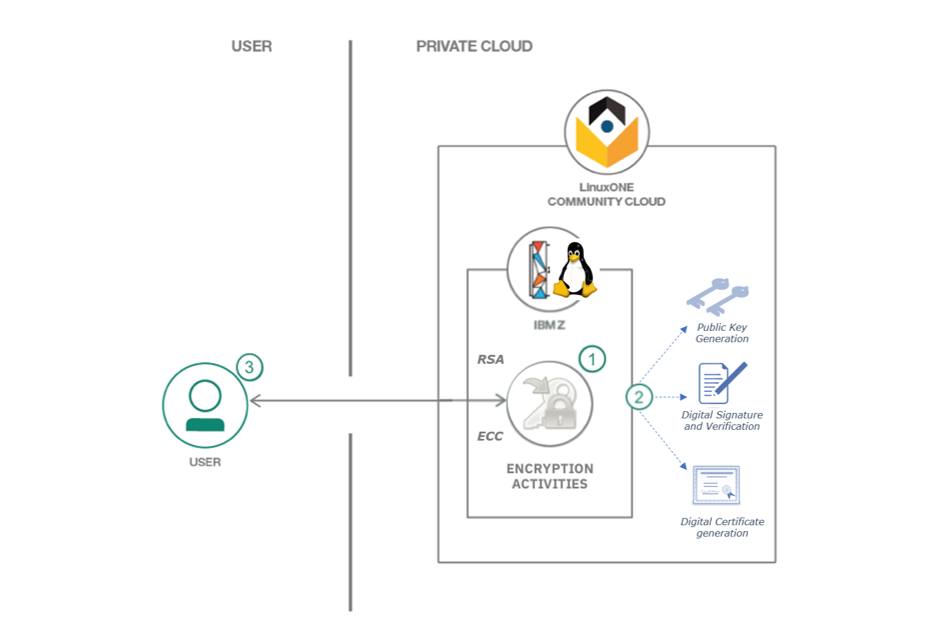 USER
PRIVATE CLOUD
LinuxONE
COMMUNITY CLOUD
IBM Z
Public Key
Generation
RSA
1
3
2
Digital Signature
and Verification
ECC
USER
ENCRYPTION
ACTIVITIES
Digital Certificate
generation